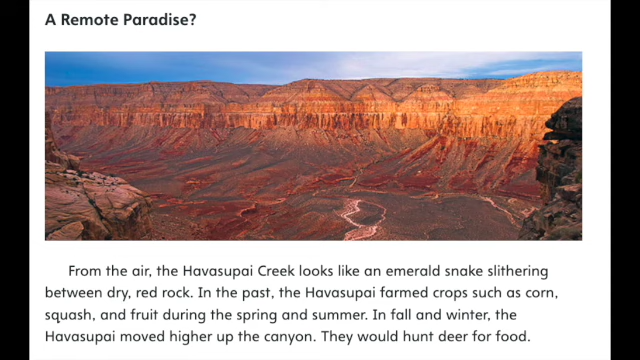 A Remote Paradise?
From the air, the Havasupai Creek looks like an emerald snake slithering
between dry, red rock. In the past, the Havasupai farmed crops such as corn,
squash, and fruit during the spring and summer. In fall and winter, the
Havasupai moved higher up the canyon. They would hunt deer for food.